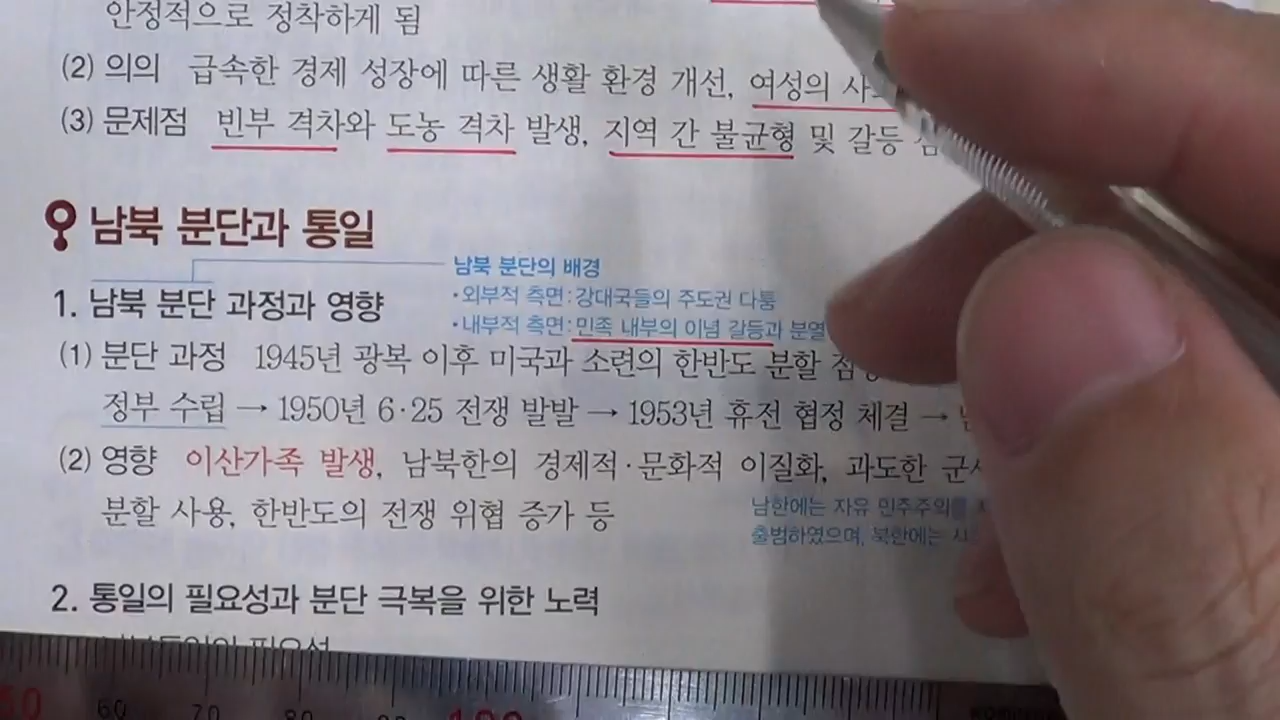 안정적으로 정착하게 됨
(2) 의의 급속한 경제 성장에 따른 생활 환경 개선, 여성의
(3) 문제점 빈부 격차와 도농 격차 발생, 지역 간 불균형 및 갈등
남북 분단과 통일
남북 분단의 배경
•외부적 측면:강대국들의 주도권 다툼
•내부적 측면:민족 내부의 이념 갈등과 분열
1. 남북 분단 과정과 영향
(1) 분단 과정 1945년 광복 이후 미국과 소련의 한반도 분할
정부 수립 → 1950년 6·25 전쟁 발발 → 1953년 휴전 협정 체결 →
(2) 영향 이산가족 발생, 남북한의 경제적·문화적 이질화, 과도한
분할 사용, 한반도의 전쟁 위협 증가 등
남한에는 자유 민주주의를
출범하였으며, 북한에는
2. 통일의 필요성과 분단 극복을 위한 노력
60 70 80 90 100